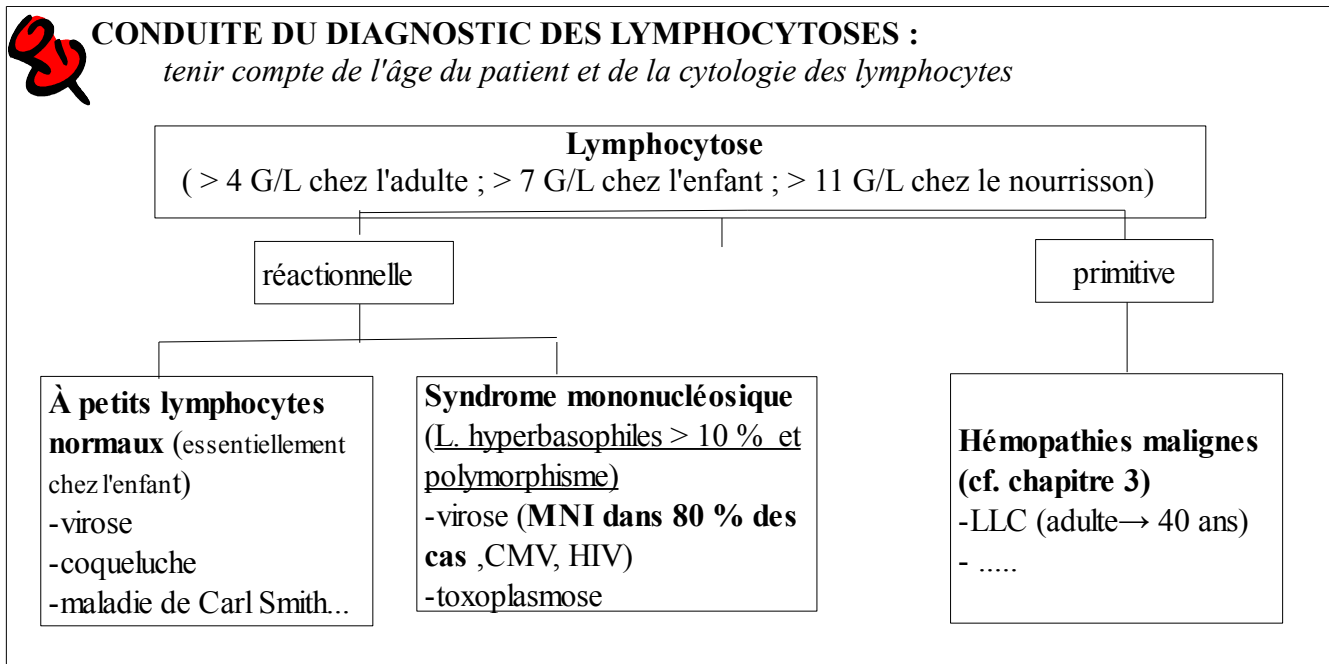 CONDUITE DU DIAGNOSTIC DES LYMPHOCYTOSES :
tenir compte de l'âge du patient et de la cytologie des lymphocytes
Lymphocytose
( > 4 G/L chez l'adulte ; > 7 G/L chez l'enfant ; > 11 G/L chez le nourrison)
réactionnelle
primitive
À petits lymphocytes
normaux (essentiellement
chez l'enfant)
-virose
-coqueluche
-maladie de Carl Smith...
Syndrome mononucléosique
(L. hyperbasophiles > 10 % et
polymorphisme)
-virose (MNI dans 80 % des
cas ,CMV, HIV)
-toxoplasmose
Hémopathies malignes
(cf. chapitre 3)
-LLC (adulte→ 40 ans)
- .....